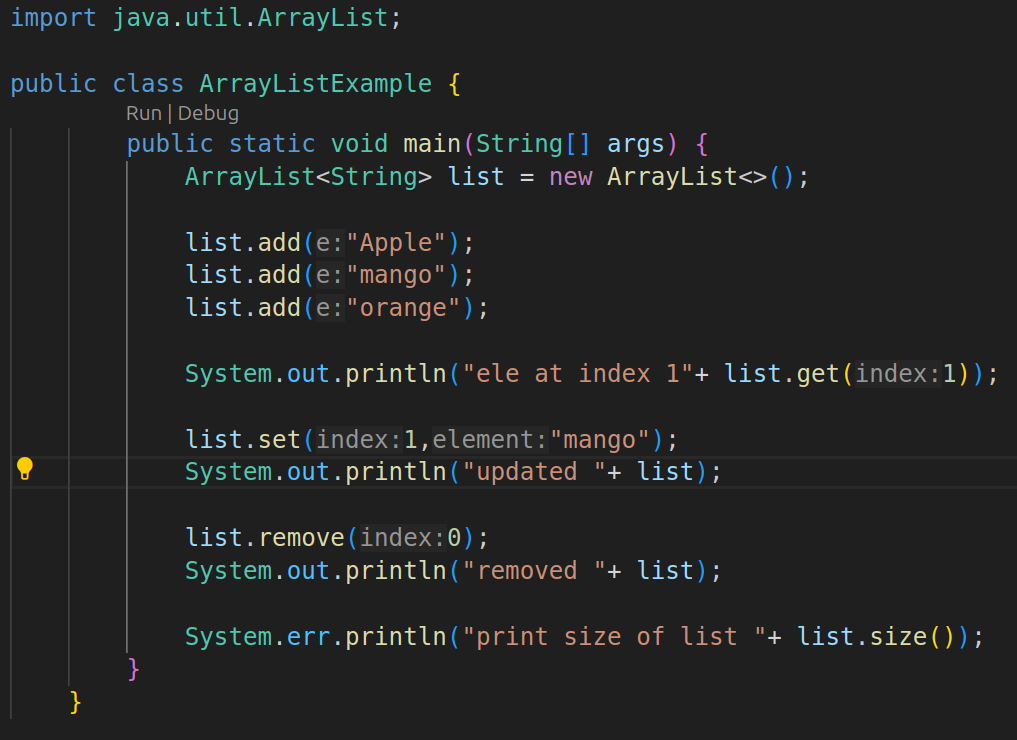 import java.util.ArrayList;
public class ArrayListExample {
Run | Debug
public static void main(String[] args) {
ArrayList<String> list = new ArrayList<>();
list.add(e:"Apple");
list.add(e:"mango");
list.add(e:"orange");
System.out.println("ele at index 1"+ list.get(index:1));
list.set(index:1,element:"mango");
System.out.println("updated "+ list);
list.remove(index:0);
System.out.println("removed "+ list);
System.err.println("print size of list "+ list.size());
}
}